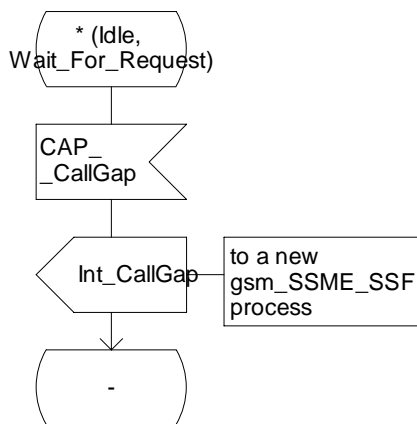 * (Idle,
Wait_For_Request)
CAP_
_CallGap
Int_CallGap
to a new
gsm_SSME_SSF
process
-